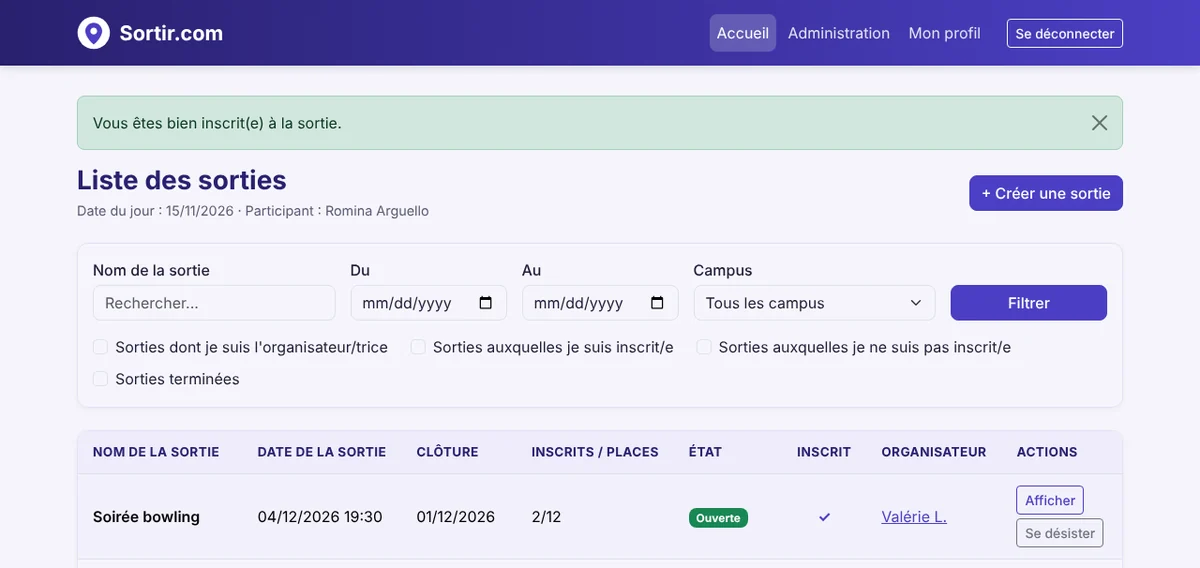 Sortir.com
Accueil Administration Mon profil Se déconnecter
Vous êtes bien inscrit(e) à la sortie.
Liste des sorties
Date du jour : 15/11/2026 · Participant : Romina Arguello
+ Créer une sortie
Nom de la sortie Du Au Campus
Rechercher... mm/dd/yyyy mm/dd/yyyy Tous les campus Filtrer
Sorties dont je suis l'organisateur/trice Sorties auxquelles je suis inscrit/e Sorties auxquelles je ne suis pas inscrit/e
Sorties terminées
NOM DE LA SORTIE DATE DE LA SORTIE CLÔTURE INSCRITS / PLACES ÉTAT INSCRIT ORGANISATEUR ACTIONS
Soirée bowling 04/12/2026 19:30 01/12/2026 2/12 Ouverte ✓ Valérie L. Afficher
Se désister